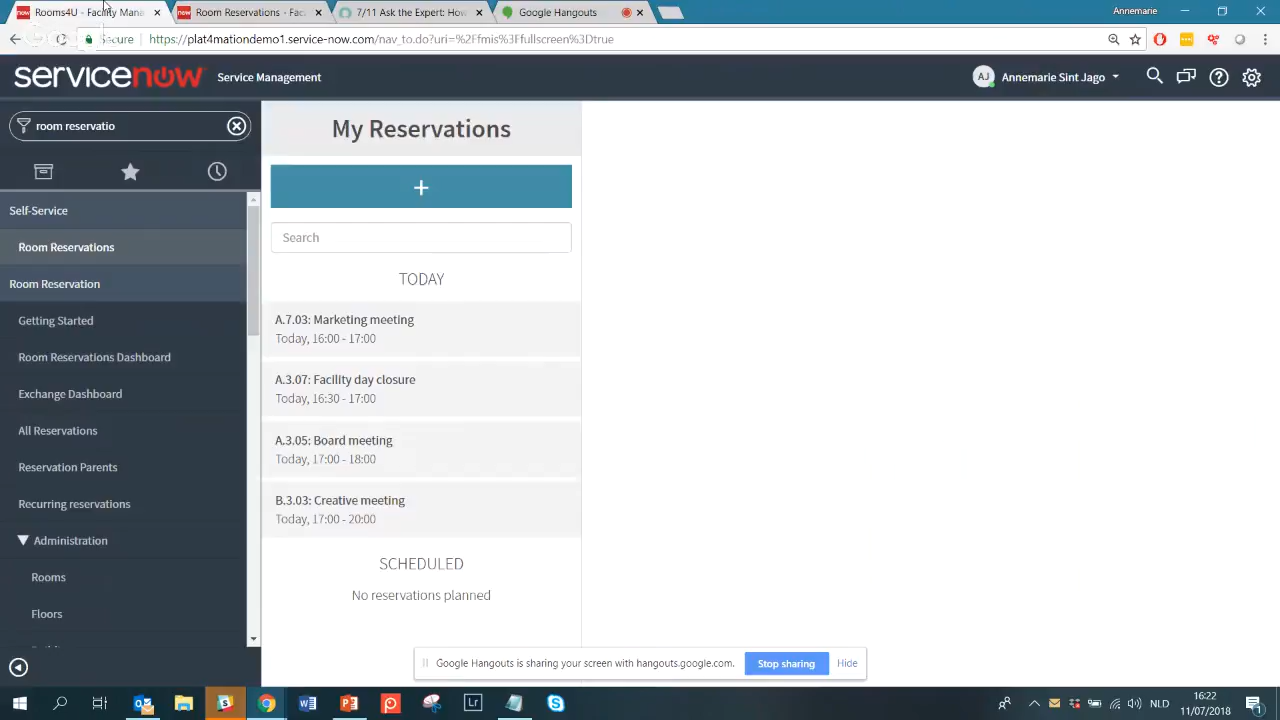 Rooms4U - Facility Mana
Room Reservations - Fac
7/11 Ask the Expert: How
Google Hangouts
Annemarie
Secure
https://plat4mationdemo1.service-now.com/nav_to.do?uri=%2Ffmis%3Ffullscreen%3Dtrue
servicenow
Service Management
AJ
Annemarie Sint Jago
room reservatio
Self-Service
Room Reservations
Room Reservation
Getting Started
Room Reservations Dashboard
Exchange Dashboard
All Reservations
Reservation Parents
Recurring reservations
Administration
Rooms
Floors
My Reservations
+
Search
TODAY
A.7.03: Marketing meeting
Today, 16:00 - 17:00
A.3.07: Facility day closure
Today, 16:30 - 17:00
A.3.05: Board meeting
Today, 17:00 - 18:00
B.3.03: Creative meeting
Today, 17:00 - 20:00
SCHEDULED
No reservations planned
Google Hangouts is sharing your screen with hangouts.google.com.
Stop sharing
Hide
Lr
NLD
16:22
11/07/2018